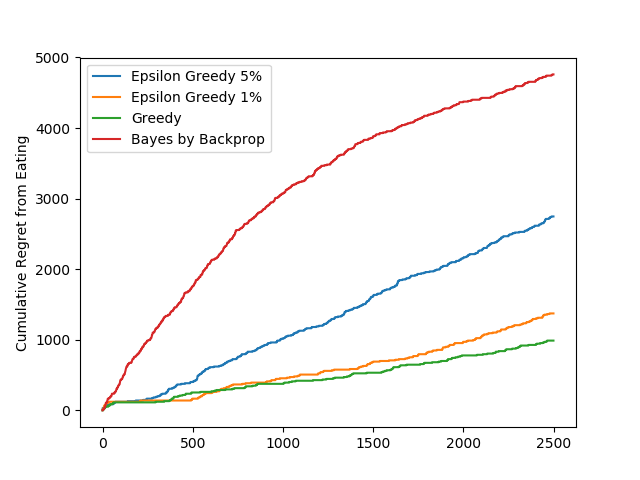 Epsilon Greedy 5%
Epsilon Greedy 1%
Greedy
Bayes by Backprop
Cumulative Regret from Eating
5000
4000
3000
2000
1000
0
0 500 1000 1500 2000 2500